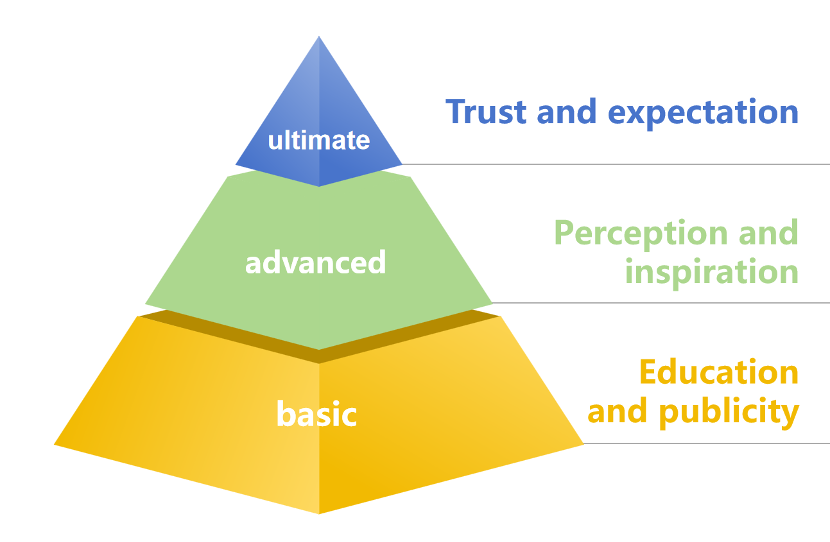 Trust and expectation
ultimate
Perception and
inspiration
advanced
Education
and publicity
basic